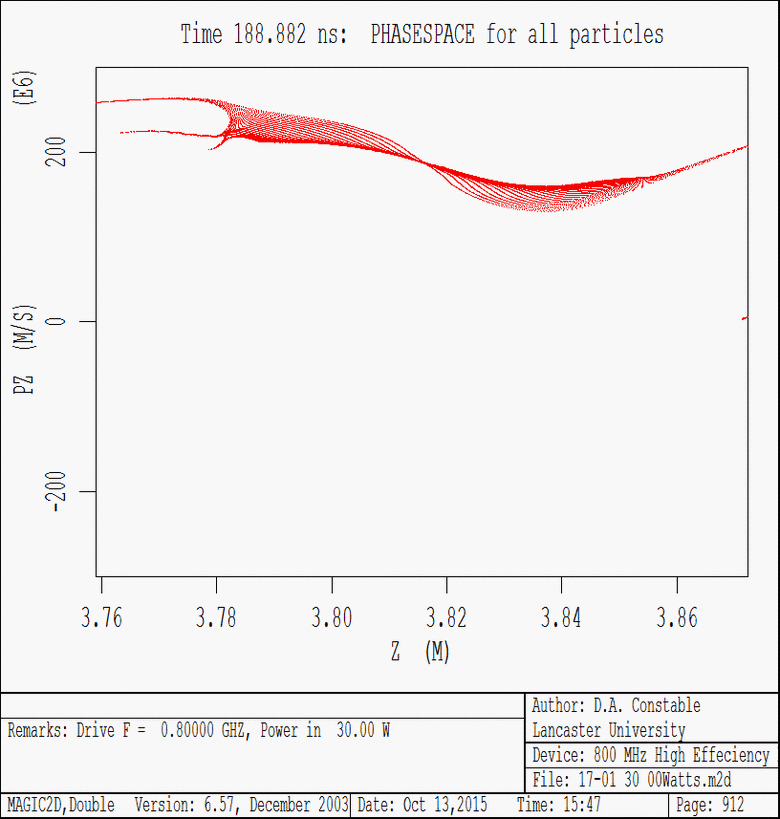 Time 188.882 ns:  PHASESPACE for all particles
(E6)
200
PZ  (M/S)
0
-200
3.76 3.78 3.80 3.82 3.84 3.86
Z  (M)
Author: D.A. Constable
Remarks: Drive F =  0.80000 GHZ, Power in  30.00 W
Lancaster University
Device: 800 MHz High Effeciency
File: 17-01 30 00Watts.m2d
MAGIC2D,Double  Version: 6.57, December 2003 Date: Oct 13,2015  Time: 15:47  Page: 912